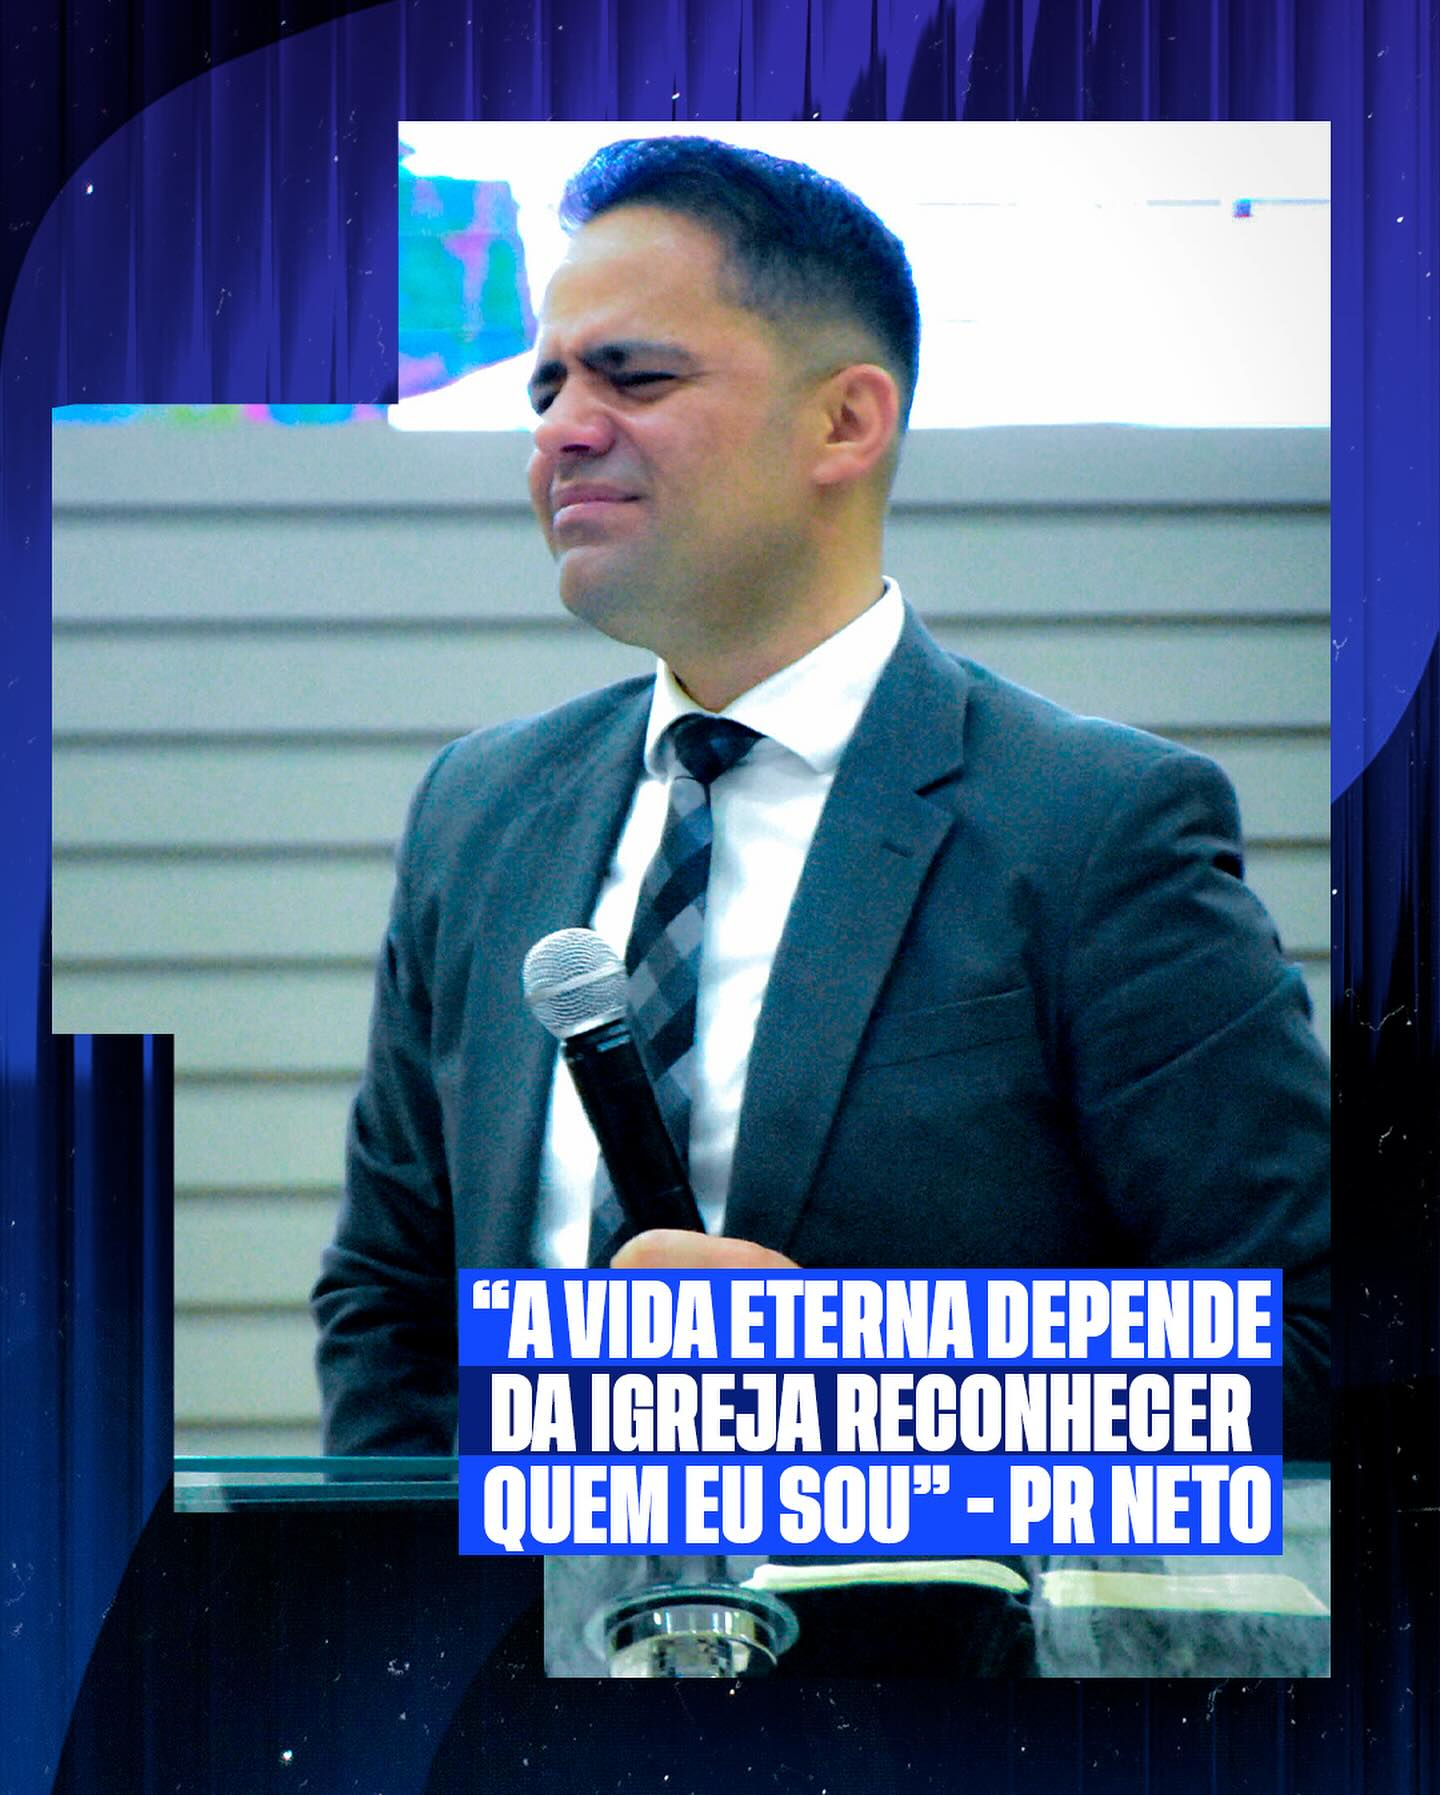 “A VIDA ETERNA DEPENDE
DA IGREJA RECONHECER
QUEM EU SOU” - PR NETO